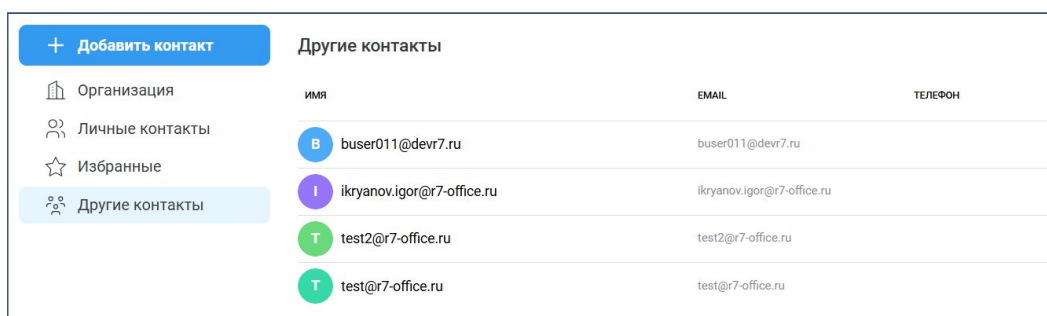 Добавить контакт
Организация
Личные контакты
Избранные
Другие контакты
Другие контакты
ИМЯ EMAIL ТЕЛЕФОН
B buser011@devr7.ru buser011@devr7.ru
I ikryanov.igor@r7-office.ru ikryanov.igor@r7-office.ru
T test2@r7-office.ru test2@r7-office.ru
T test@r7-office.ru test@r7-office.ru